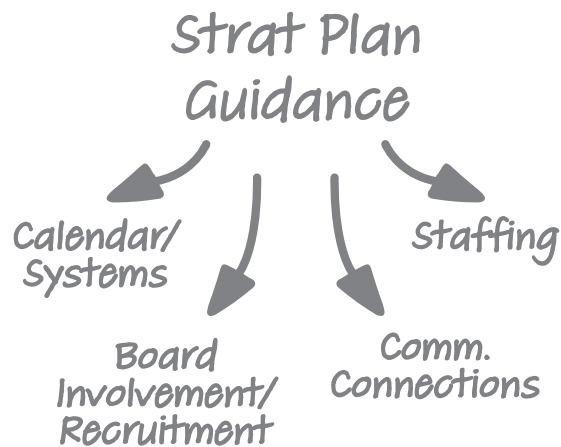 Strat Plan
Guidance
Calendar/
Systems
Staffing
Board
Involvement/
Recruitment
Comm.
Connections